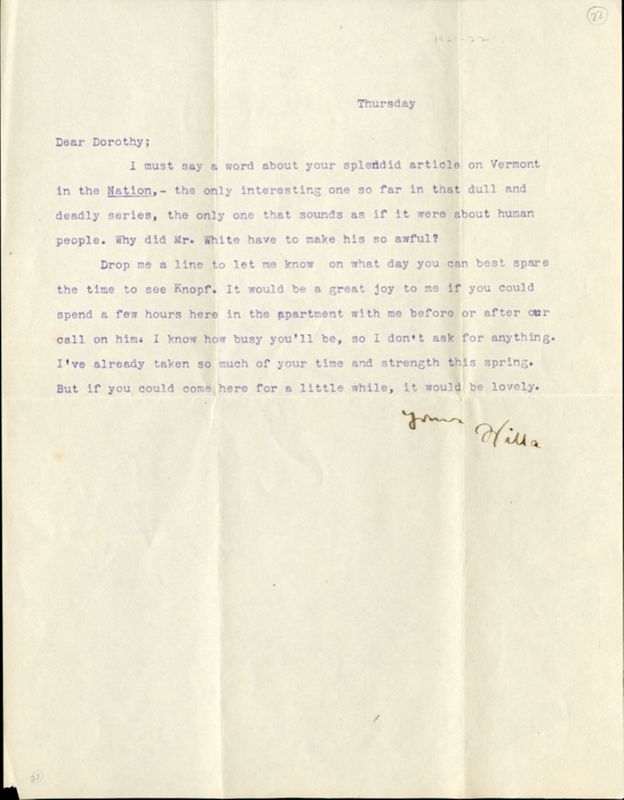 22
1921-22
Thursday
Dear Dorothy;
I must say a word about your splendid article on Vermont
in the Nation,- the only interesting one so far in that dull and
deadly series, the only one that sounds as if it were about human
people. Why did Mr. White have to make his so awful?
Drop me a line to let me know on what day you can best spare
the time to see Knopf. It would be a great joy to me if you could
spend a few hours here in the apartment with me before or after our
call on him. I know how busy you'll be, so I don't ask for anything.
I've already taken so much of your time and strength this spring.
But if you could come here for a little while, it would be lovely.
Yours
Willa